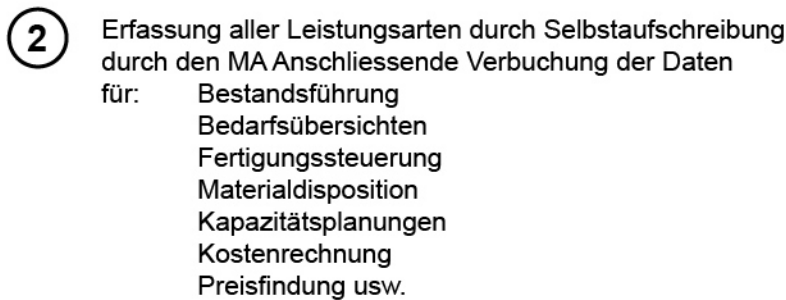 2 Erfassung aller Leistungsarten durch Selbstaufschreibung
durch den MA Anschliessende Verbuchung der Daten
für: Bestandsführung
Bedarfsübersichten
Fertigungssteuerung
Materialdisposition
Kapazitätsplanungen
Kostenrechnung
Preisfindung usw.